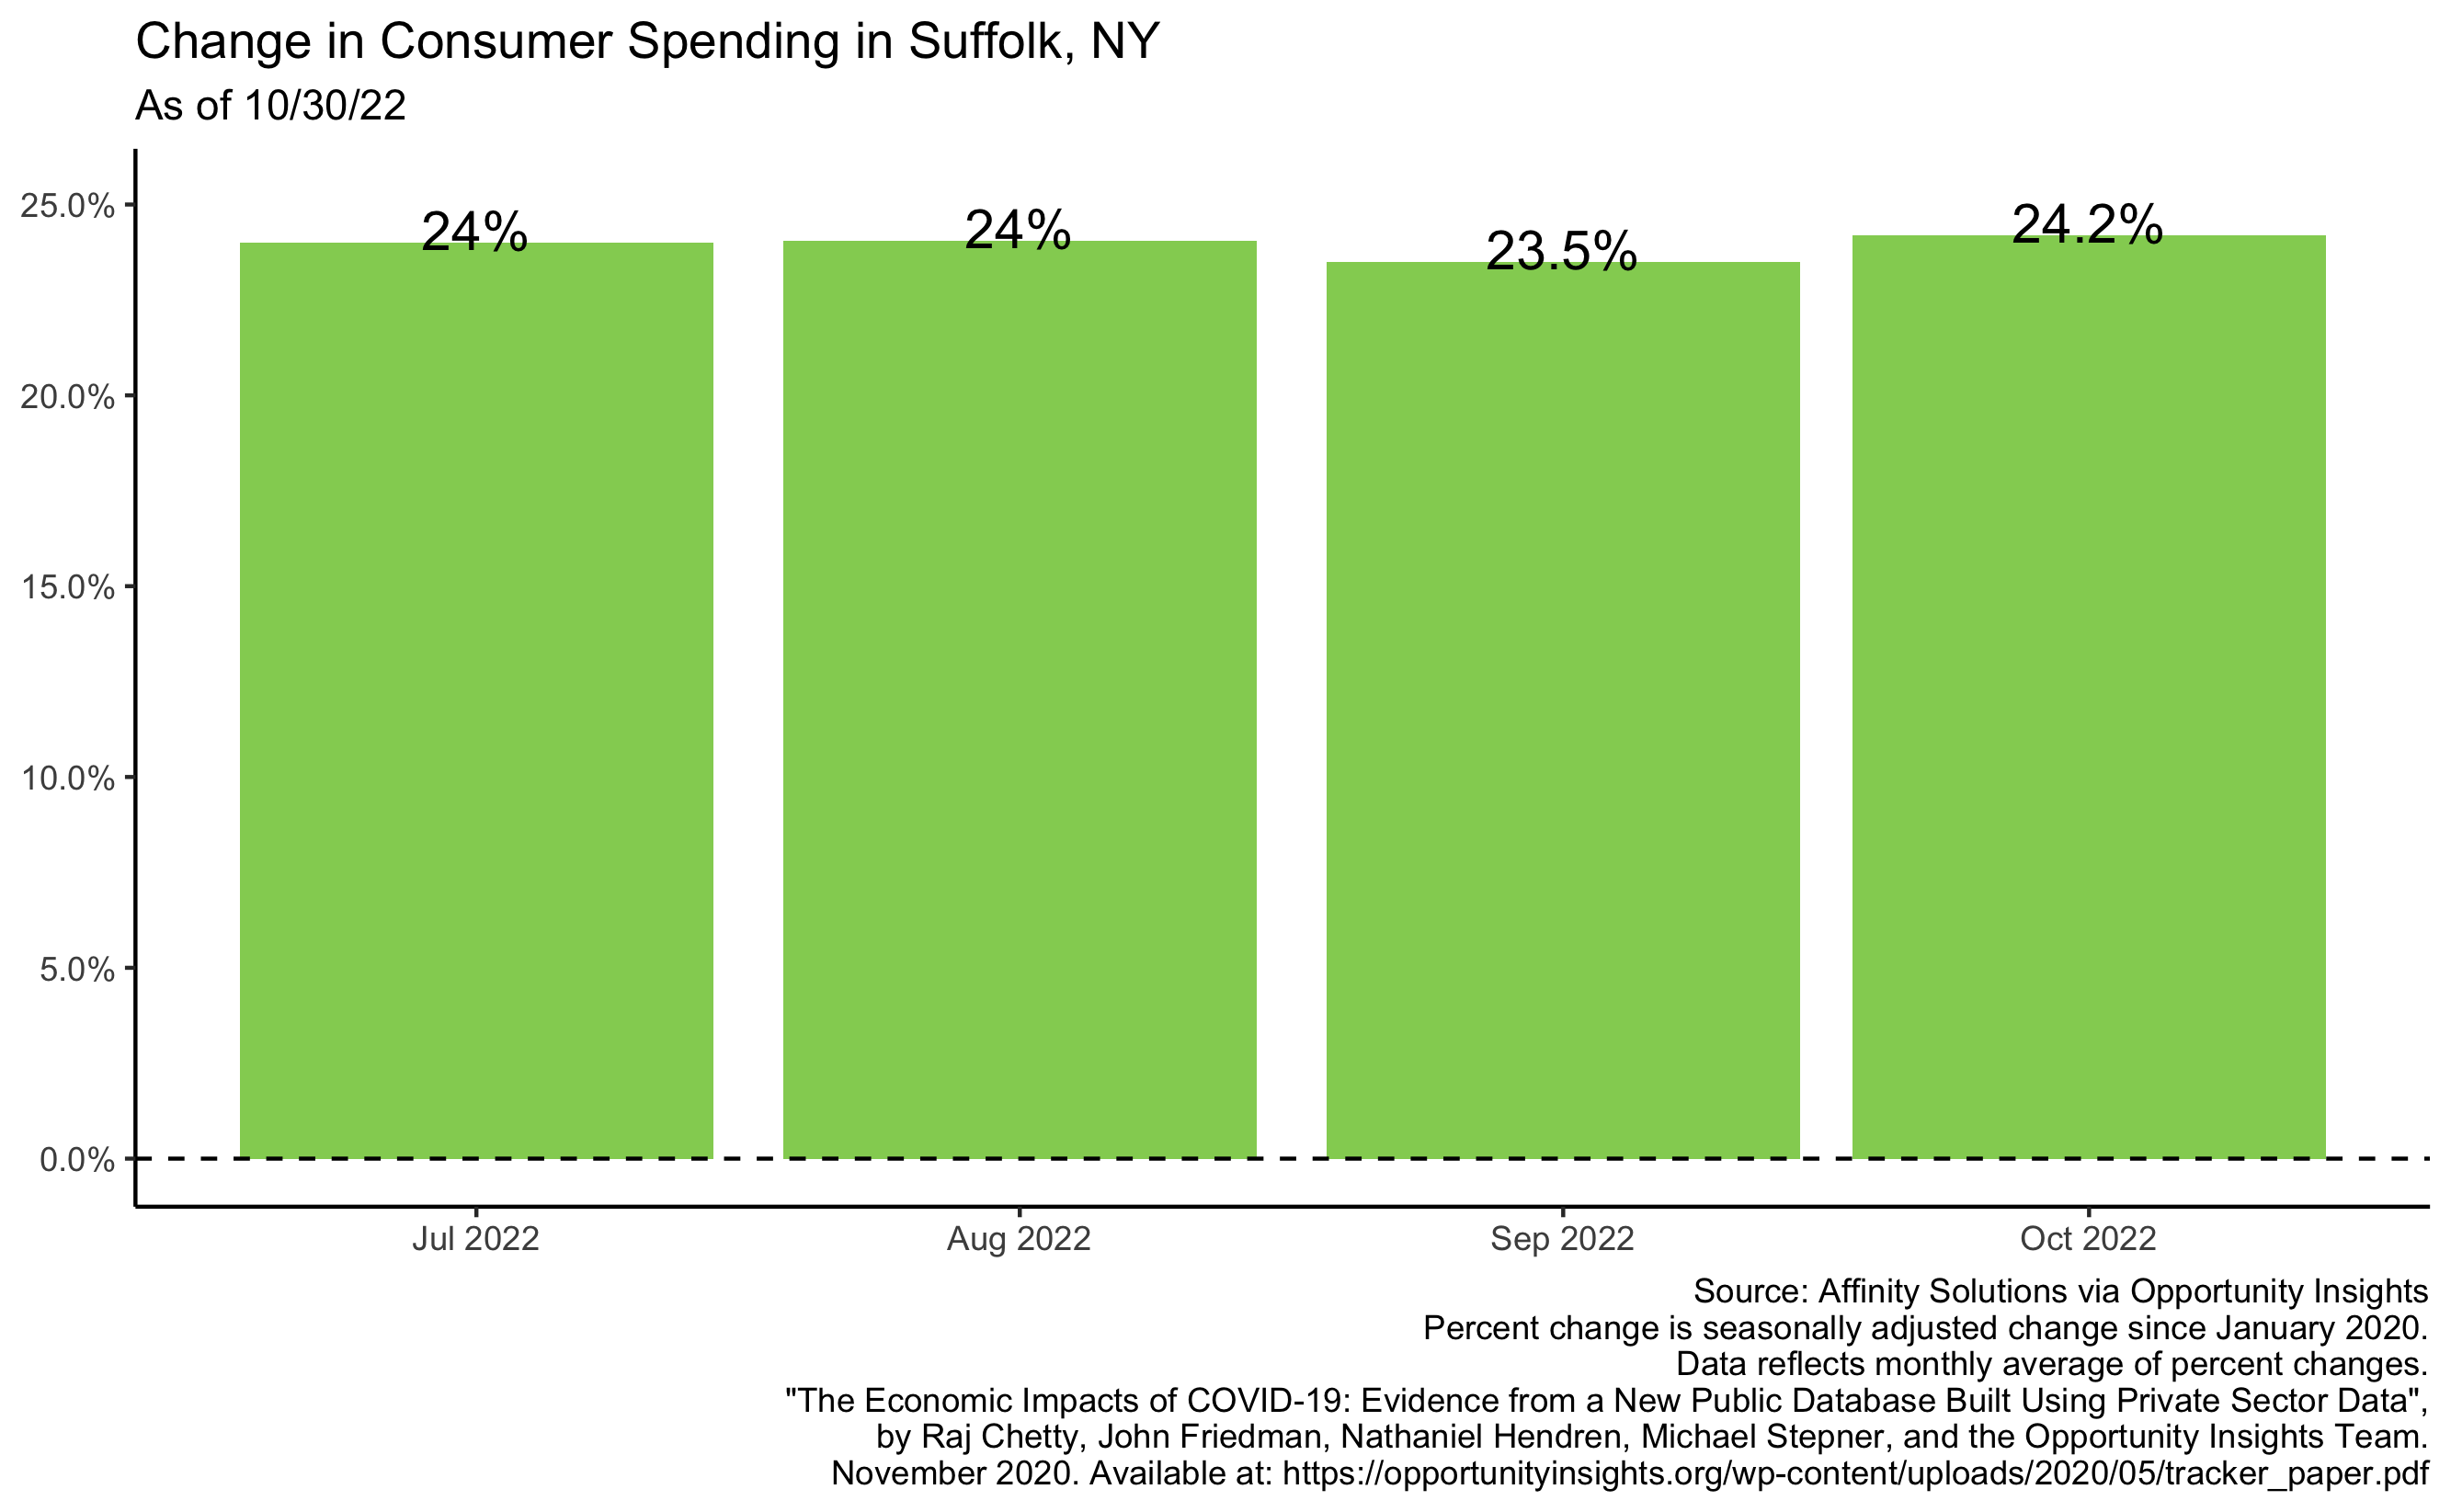 Change in Consumer Spending in Suffolk, NY
As of 10/30/22
25.0%
20.0%
15.0%
10.0%
5.0%
0.0%
24%
24%
23.5%
24.2%
Jul 2022
Aug 2022
Sep 2022
Oct 2022
Source: Affinity Solutions via Opportunity Insights
Percent change is seasonally adjusted change since January 2020.
Data reflects monthly average of percent changes.
"The Economic Impacts of COVID-19: Evidence from a New Public Database Built Using Private Sector Data",
by Raj Chetty, John Friedman, Nathaniel Hendren, Michael Stepner, and the Opportunity Insights Team.
November 2020. Available at: https://opportunityinsights.org/wp-content/uploads/2020/05/tracker_paper.pdf